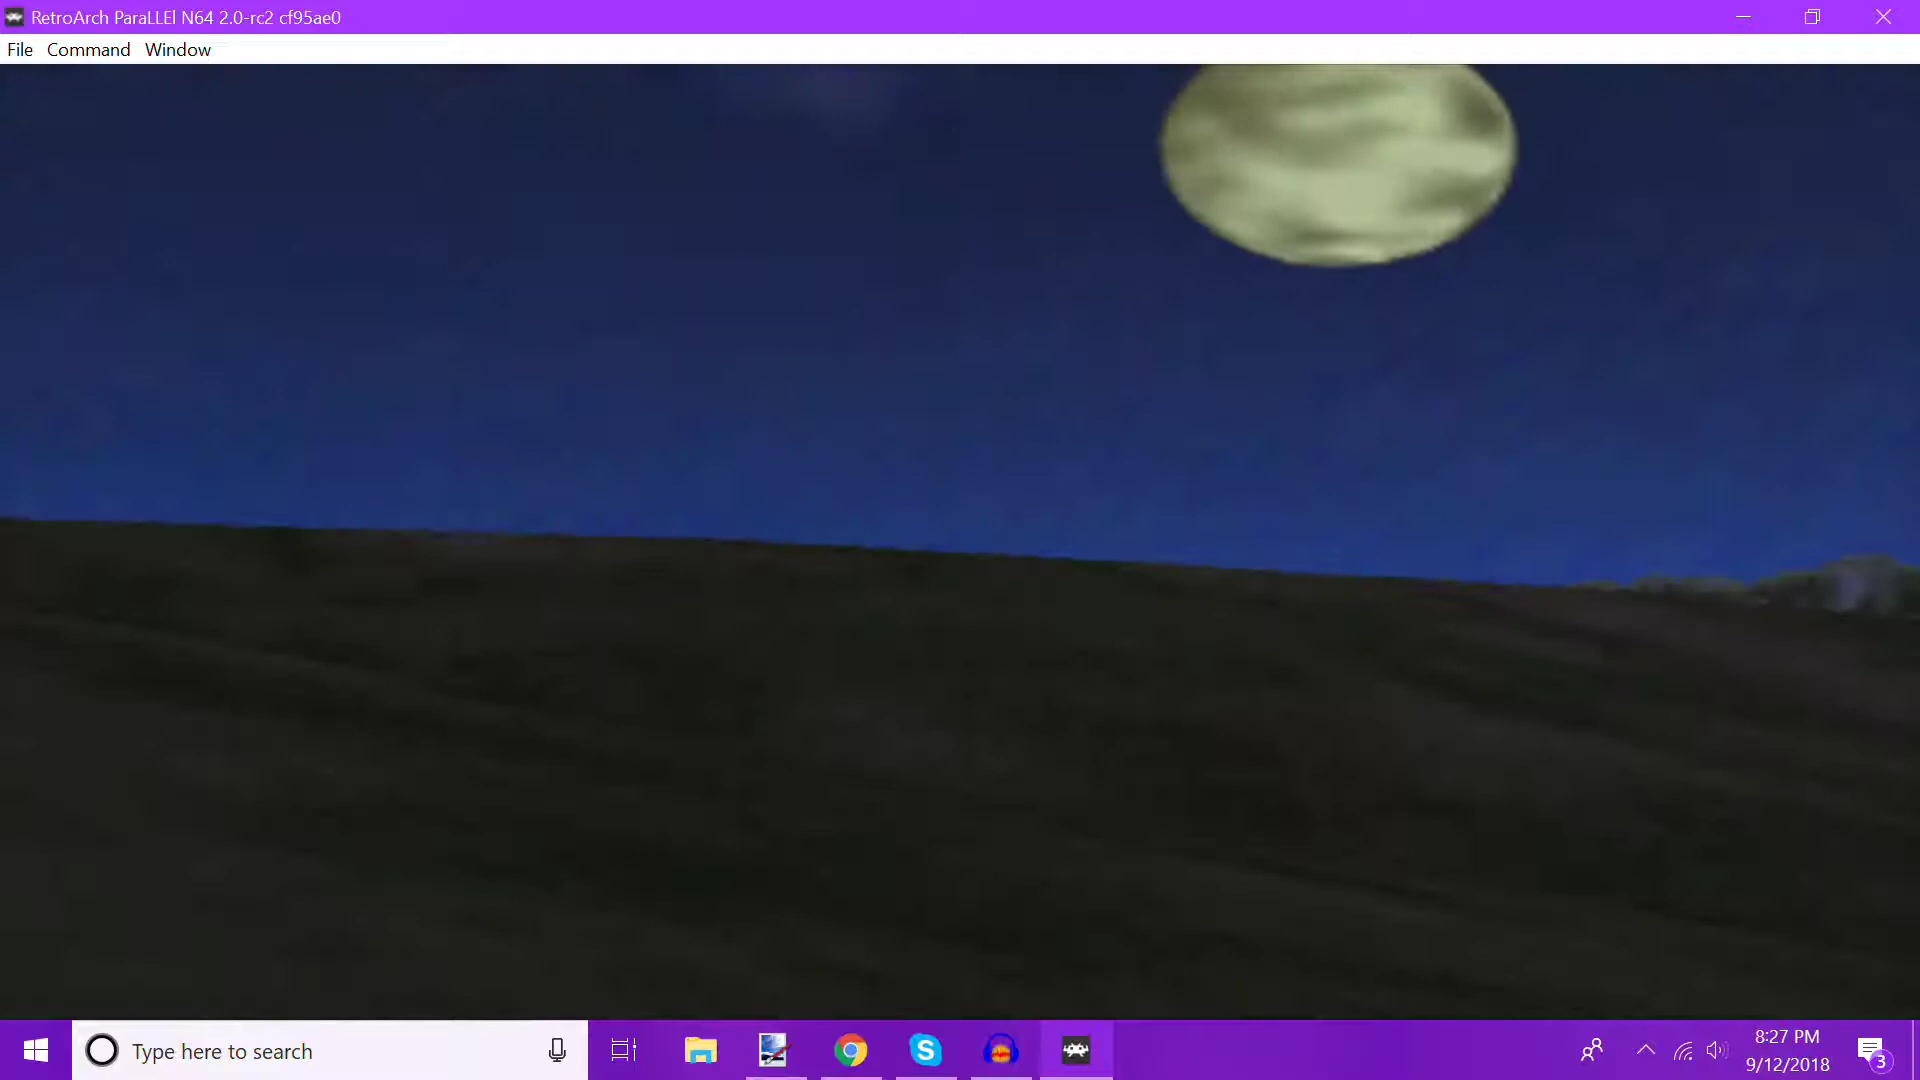 RetroArch ParaLLEl N64 2.0-rc2 cf95ae0
File Command Window
Type here to search
S
8:27 PM
9/12/2018
3